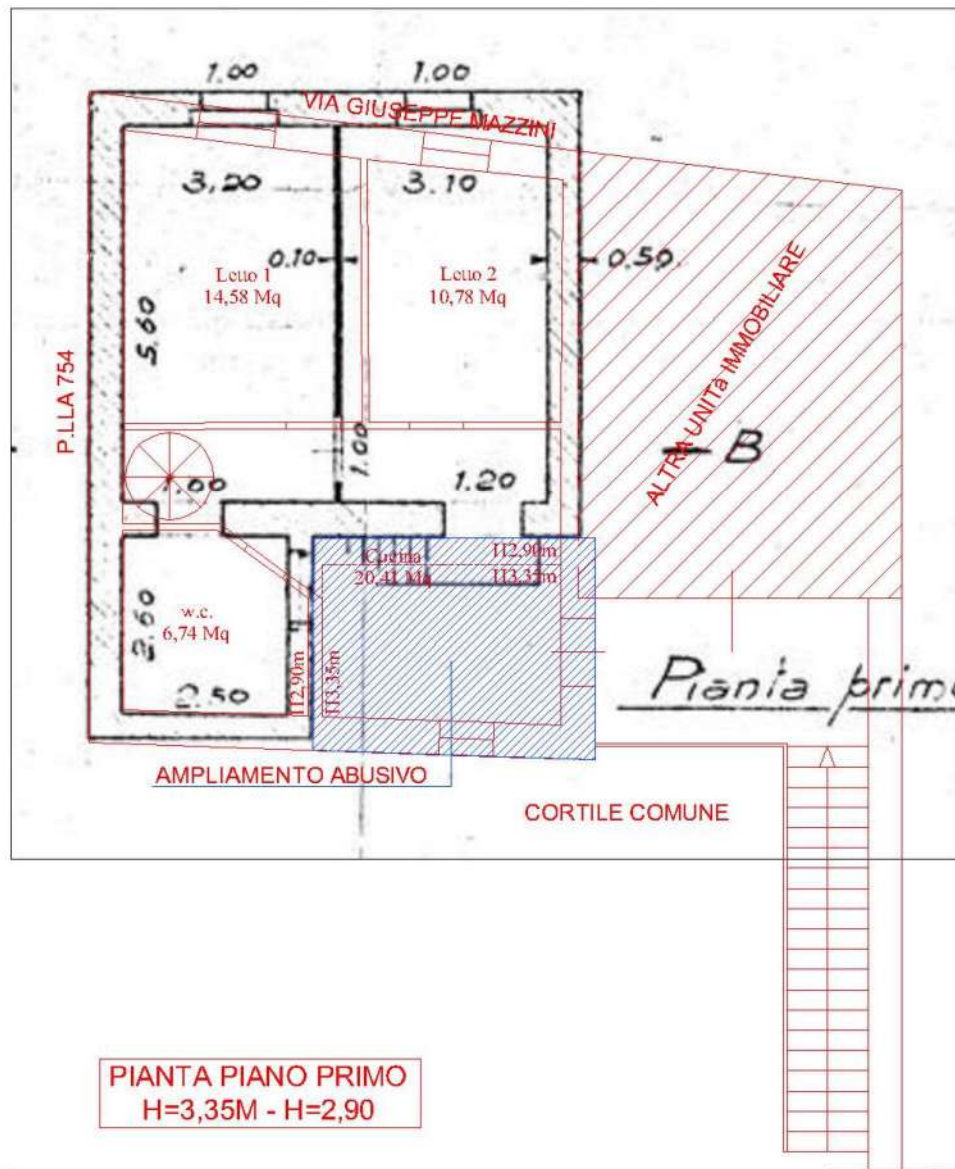 1.00
1.00
VIA GIUSEPPE MAZZINI
3,20
3.10
0.10
0.50
Letto 1
14,58 Mq
Letto 2
10,78 Mq
5.60
P.LLA 754
ALTRA UNITà IMMOBILIARE
B
1.00
1.60
1.20
Cucina
20,41 Mq
H2,90m
H3,35m
w.c.
6,74 Mq
2.60
2.50
H2,90m
H3,35m
Pianta prim
AMPLIAMENTO ABUSIVO
CORTILE COMUNE
PIANTA PIANO PRIMO
H=3,35M - H=2,90